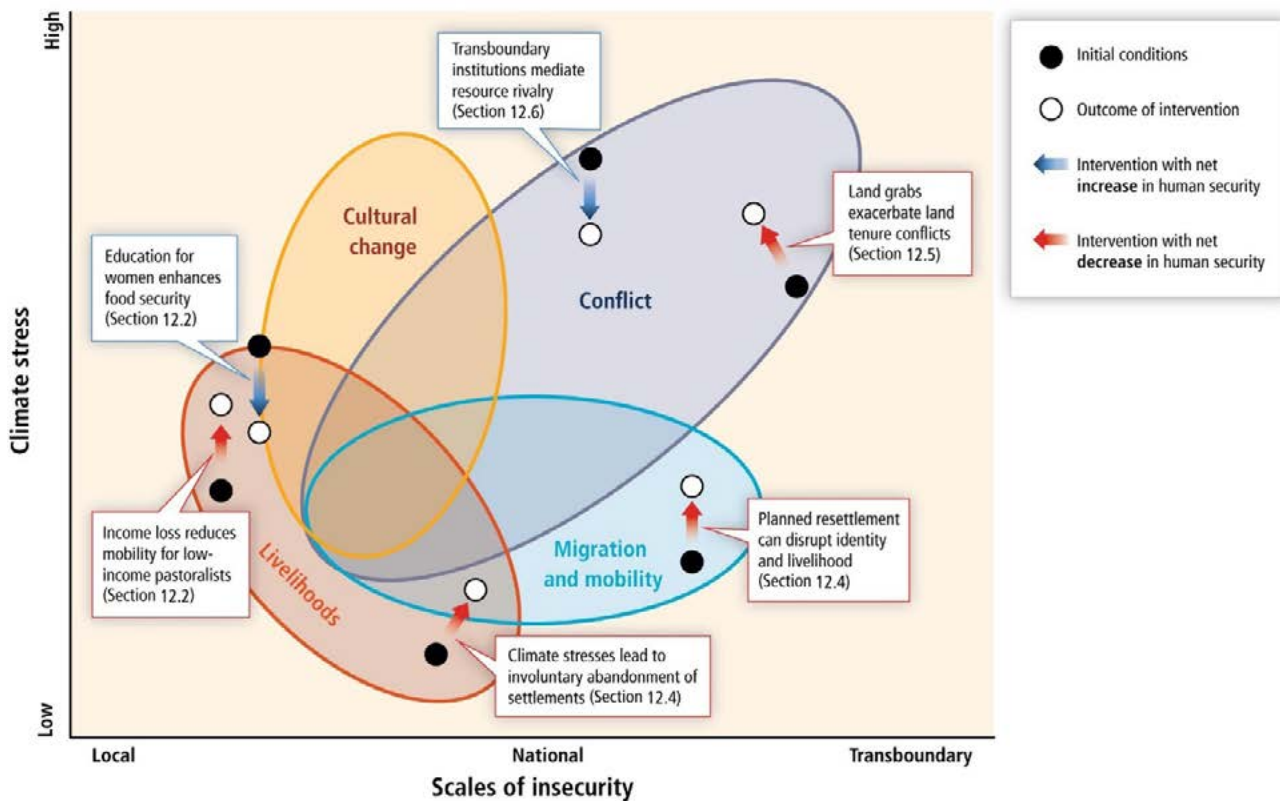 High
Climate stress
Low
Local
National
Transboundary
Scales of insecurity
Transboundary
institutions mediate
resource rivalry
(Section 12.6)
Cultural
change
Education for
women enhances
food security
(Section 12.2)
Conflict
Land grabs
exacerbate land
tenure conflicts
(Section 12.5)
Income loss reduces
mobility for low-
income pastoralists
(Section 12.2)
Livelihoods
Migration
and mobility
Planned resettlement
can disrupt identity
and livelihood
(Section 12.4)
Climate stresses lead to
involuntary abandonment of
settlements (Section 12.4)
Initial conditions
Outcome of intervention
Intervention with net
increase in human security
Intervention with net
decrease in human security